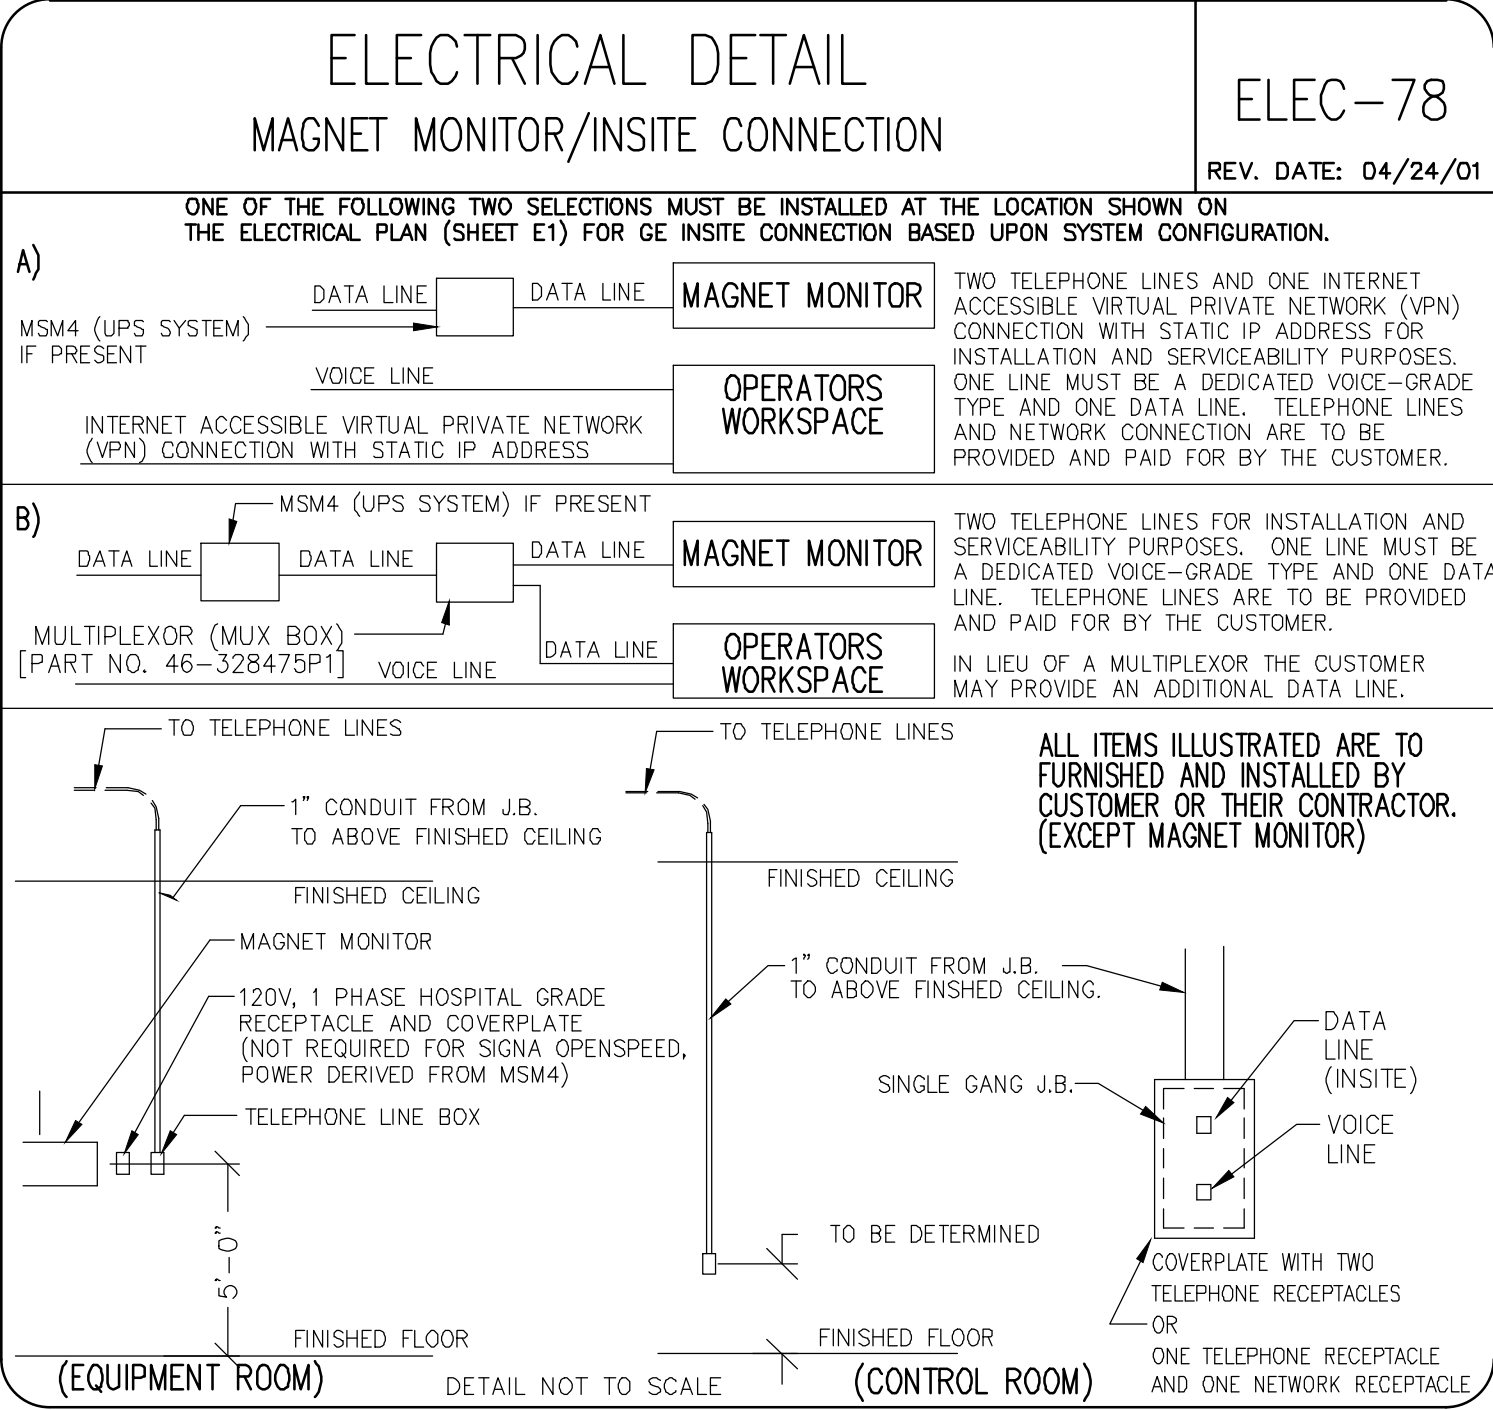 ELECTRICAL DETAIL
MAGNET MONITOR/INSITE CONNECTION
ELEC-78
REV. DATE: 04/24/01
ONE OF THE FOLLOWING TWO SELECTIONS MUST BE INSTALLED AT THE LOCATION SHOWN ON
THE ELECTRICAL PLAN (SHEET E1) FOR GE INSITE CONNECTION BASED UPON SYSTEM CONFIGURATION.
A)
DATA LINE
DATA LINE
MAGNET MONITOR
MSM4 (UPS SYSTEM)
IF PRESENT
VOICE LINE
OPERATORS
WORKSPACE
INTERNET ACCESSIBLE VIRTUAL PRIVATE NETWORK
(VPN) CONNECTION WITH STATIC IP ADDRESS
TWO TELEPHONE LINES AND ONE INTERNET
ACCESSIBLE VIRTUAL PRIVATE NETWORK (VPN)
CONNECTION WITH STATIC IP ADDRESS FOR
INSTALLATION AND SERVICEABILITY PURPOSES.
ONE LINE MUST BE A DEDICATED VOICE-GRADE
TYPE AND ONE DATA LINE. TELEPHONE LINES
AND NETWORK CONNECTION ARE TO BE
PROVIDED AND PAID FOR BY THE CUSTOMER.
B)
MSM4 (UPS SYSTEM) IF PRESENT
DATA LINE
DATA LINE
DATA LINE
MAGNET MONITOR
MULTIPLEXOR (MUX BOX)
[PART NO. 46-328475P1]
VOICE LINE
DATA LINE
OPERATORS
WORKSPACE
TWO TELEPHONE LINES FOR INSTALLATION AND
SERVICEABILITY PURPOSES. ONE LINE MUST BE
A DEDICATED VOICE-GRADE TYPE AND ONE DATA
LINE. TELEPHONE LINES ARE TO BE PROVIDED
AND PAID FOR BY THE CUSTOMER.
IN LIEU OF A MULTIPLEXOR THE CUSTOMER
MAY PROVIDE AN ADDITIONAL DATA LINE.
TO TELEPHONE LINES
1" CONDUIT FROM J.B.
TO ABOVE FINISHED CEILING
FINISHED CEILING
MAGNET MONITOR
120V, 1 PHASE HOSPITAL GRADE
RECEPTACLE AND COVERPLATE
(NOT REQUIRED FOR SIGNA OPENSPEED,
POWER DERIVED FROM MSM4)
TELEPHONE LINE BOX
5'-0"
FINISHED FLOOR
(EQUIPMENT ROOM)
DETAIL NOT TO SCALE
TO TELEPHONE LINES
FINISHED CEILING
1" CONDUIT FROM J.B.
TO ABOVE FINSHED CEILING.
TO BE DETERMINED
FINISHED FLOOR
(CONTROL ROOM)
ALL ITEMS ILLUSTRATED ARE TO
FURNISHED AND INSTALLED BY
CUSTOMER OR THEIR CONTRACTOR.
(EXCEPT MAGNET MONITOR)
SINGLE GANG J.B.
DATA
LINE
(INSITE)
VOICE
LINE
COVERPLATE WITH TWO
TELEPHONE RECEPTACLES
OR
ONE TELEPHONE RECEPTACLE
AND ONE NETWORK RECEPTACLE